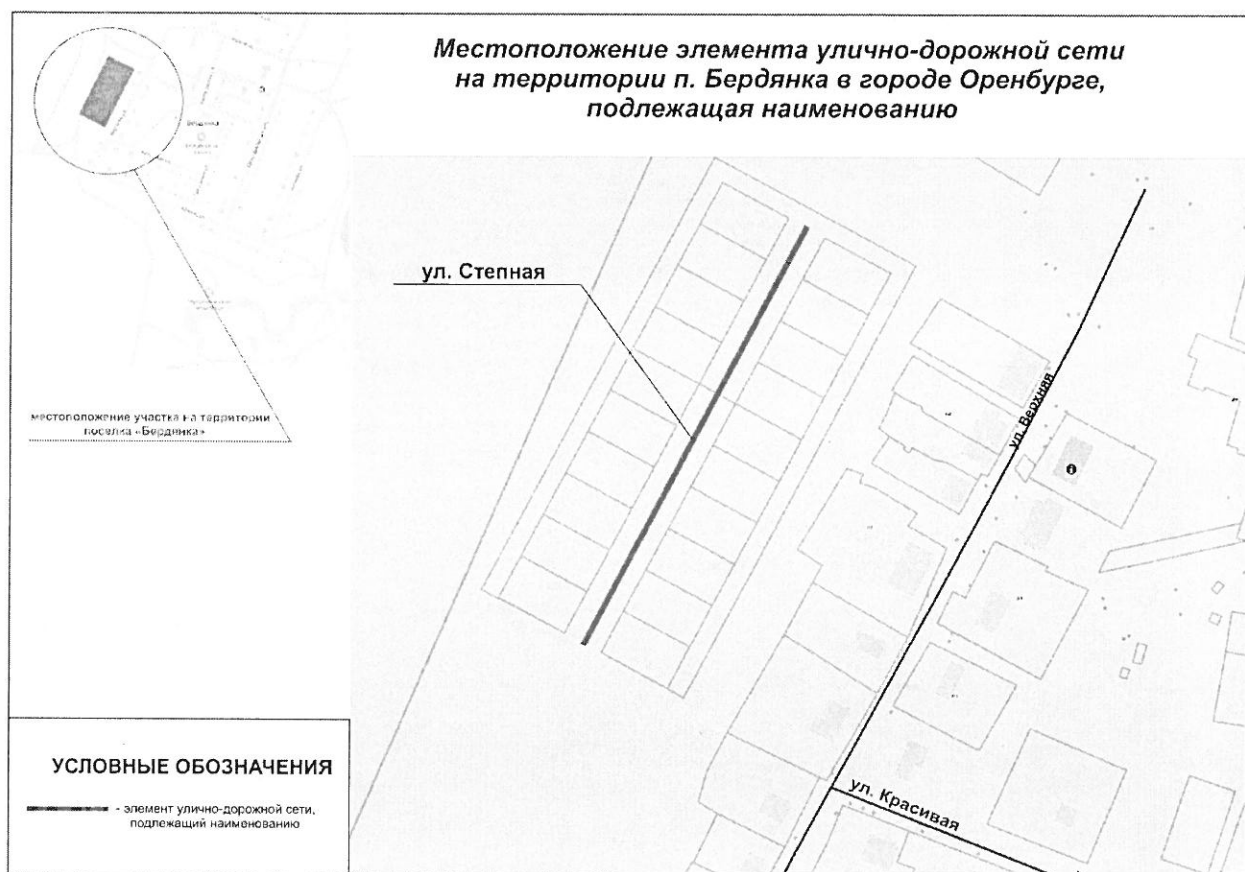 Местоположение элемента улично-дорожной сети
на территории п. Бердянка в городе Оренбурге,
подлежащая наименованию
ул. Степная
ул. Верхняя
местоположение участка на территории
поселка «Бердянка»
УСЛОВНЫЕ ОБОЗНАЧЕНИЯ
- элемент улично-дорожной сети,
подлежащий наименованию
ул. Красивая